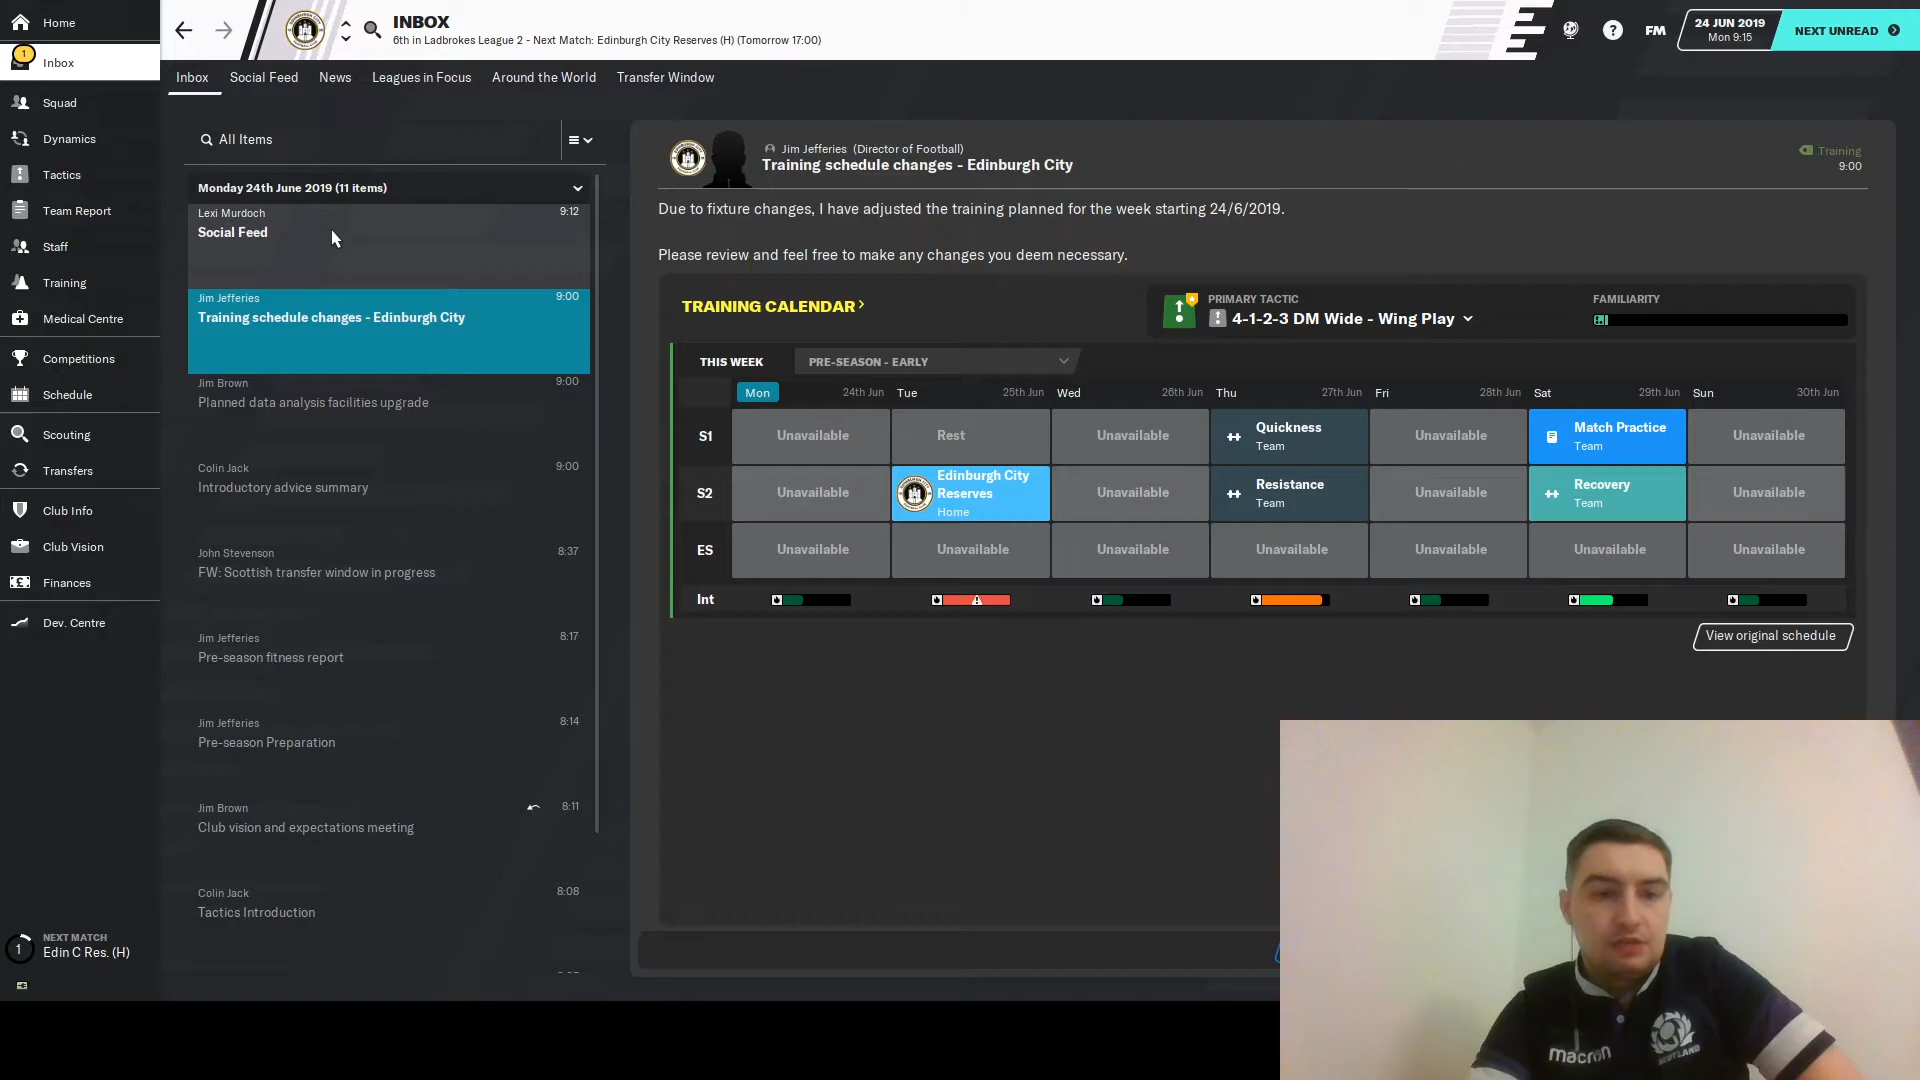 Home
1
Inbox
Squad
Dynamics
Tactics
Team Report
Staff
Training
Medical Centre
Competitions
Schedule
Scouting
Transfers
Club Info
Club Vision
Finances
Dev. Centre
NEXT MATCH
1
Edin C Res. (H)
INBOX
6th in Ladbrokes League 2 - Next Match: Edinburgh City Reserves (H) (Tomorrow 17:00)
?
FM
24 JUN 2019
Mon 9:15
NEXT UNREAD
Inbox
Social Feed
News
Leagues in Focus
Around the World
Transfer Window
All Items
Monday 24th June 2019 (11 items)
Lexi Murdoch 9:12
Social Feed
Jim Jefferies 9:00
Training schedule changes - Edinburgh City
Jim Brown 9:00
Planned data analysis facilities upgrade
Colin Jack 9:00
Introductory advice summary
John Stevenson 8:37
FW: Scottish transfer window in progress
Jim Jefferies 8:17
Pre-season fitness report
Jim Jefferies 8:14
Pre-season Preparation
Jim Brown 8:11
Club vision and expectations meeting
Colin Jack 8:08
Tactics Introduction
Jim Jefferies (Director of Football)
Training schedule changes - Edinburgh City
Training
9:00
Due to fixture changes, I have adjusted the training planned for the week starting 24/6/2019.
Please review and feel free to make any changes you deem necessary.
TRAINING CALENDAR
PRIMARY TACTIC
4-1-2-3 DM Wide - Wing Play
FAMILIARITY
THIS WEEK
PRE-SEASON - EARLY
Mon 24th Jun Tue 25th Jun Wed 26th Jun Thu 27th Jun Fri 28th Jun Sat 29th Jun Sun 30th Jun
S1 Unavailable Rest Unavailable Quickness Team Unavailable Match Practice Team Unavailable
S2 Unavailable Edinburgh City Reserves Home Unavailable Resistance Team Unavailable Recovery Team Unavailable
ES Unavailable Unavailable Unavailable Unavailable Unavailable Unavailable Unavailable
Int
View original schedule
macron
SCOTLAND